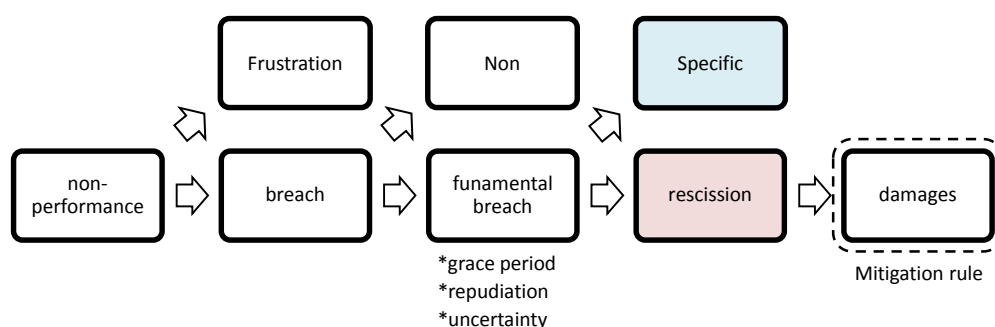 Frustration
Non
Specific
non-
performance
breach
funamental
breach
rescission
damages
*grace period
*repudiation
*uncertainty
Mitigation rule